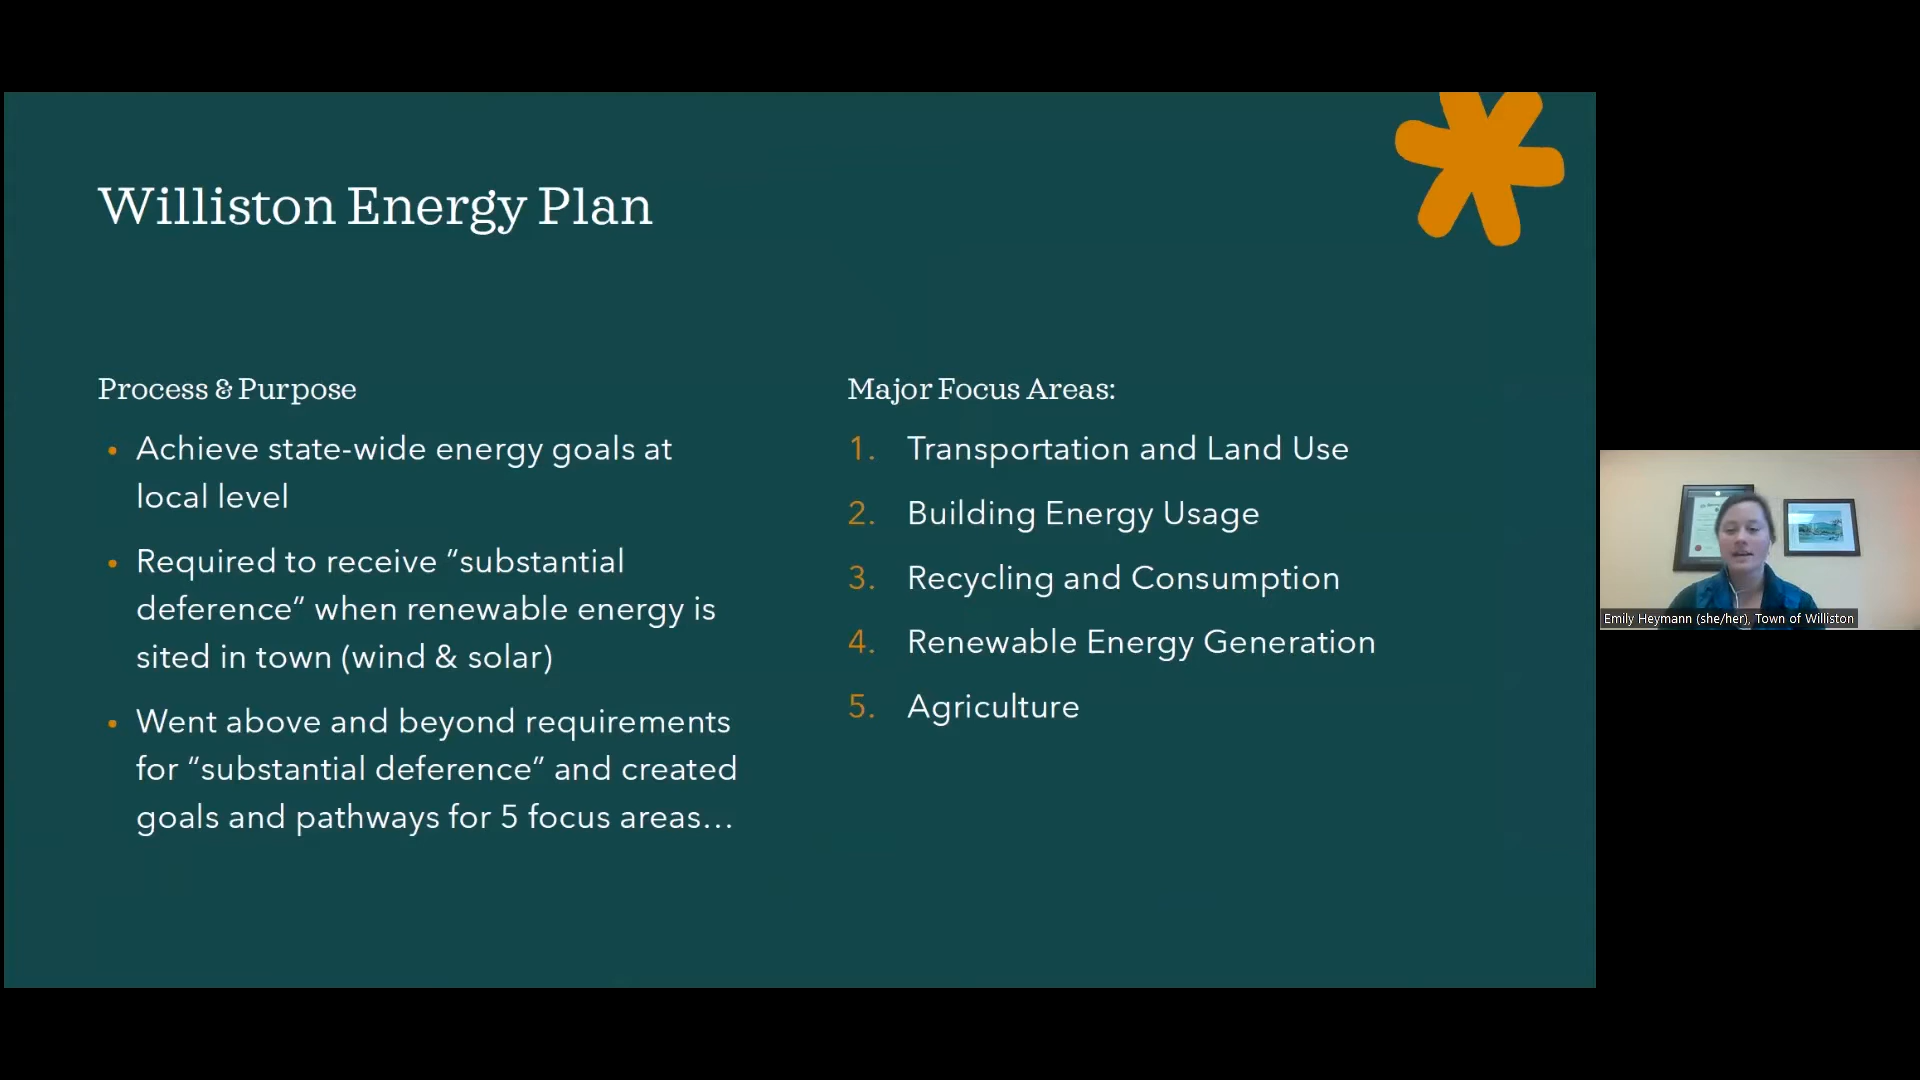 Williston Energy Plan
Process & Purpose
• Achieve state-wide energy goals at
local level
• Required to receive “substantial
deference” when renewable energy is
sited in town (wind & solar)
• Went above and beyond requirements
for “substantial deference” and created
goals and pathways for 5 focus areas…
Major Focus Areas:
1. Transportation and Land Use
2. Building Energy Usage
3. Recycling and Consumption
4. Renewable Energy Generation
5. Agriculture
Emily Heymann (she/her), Town of Williston